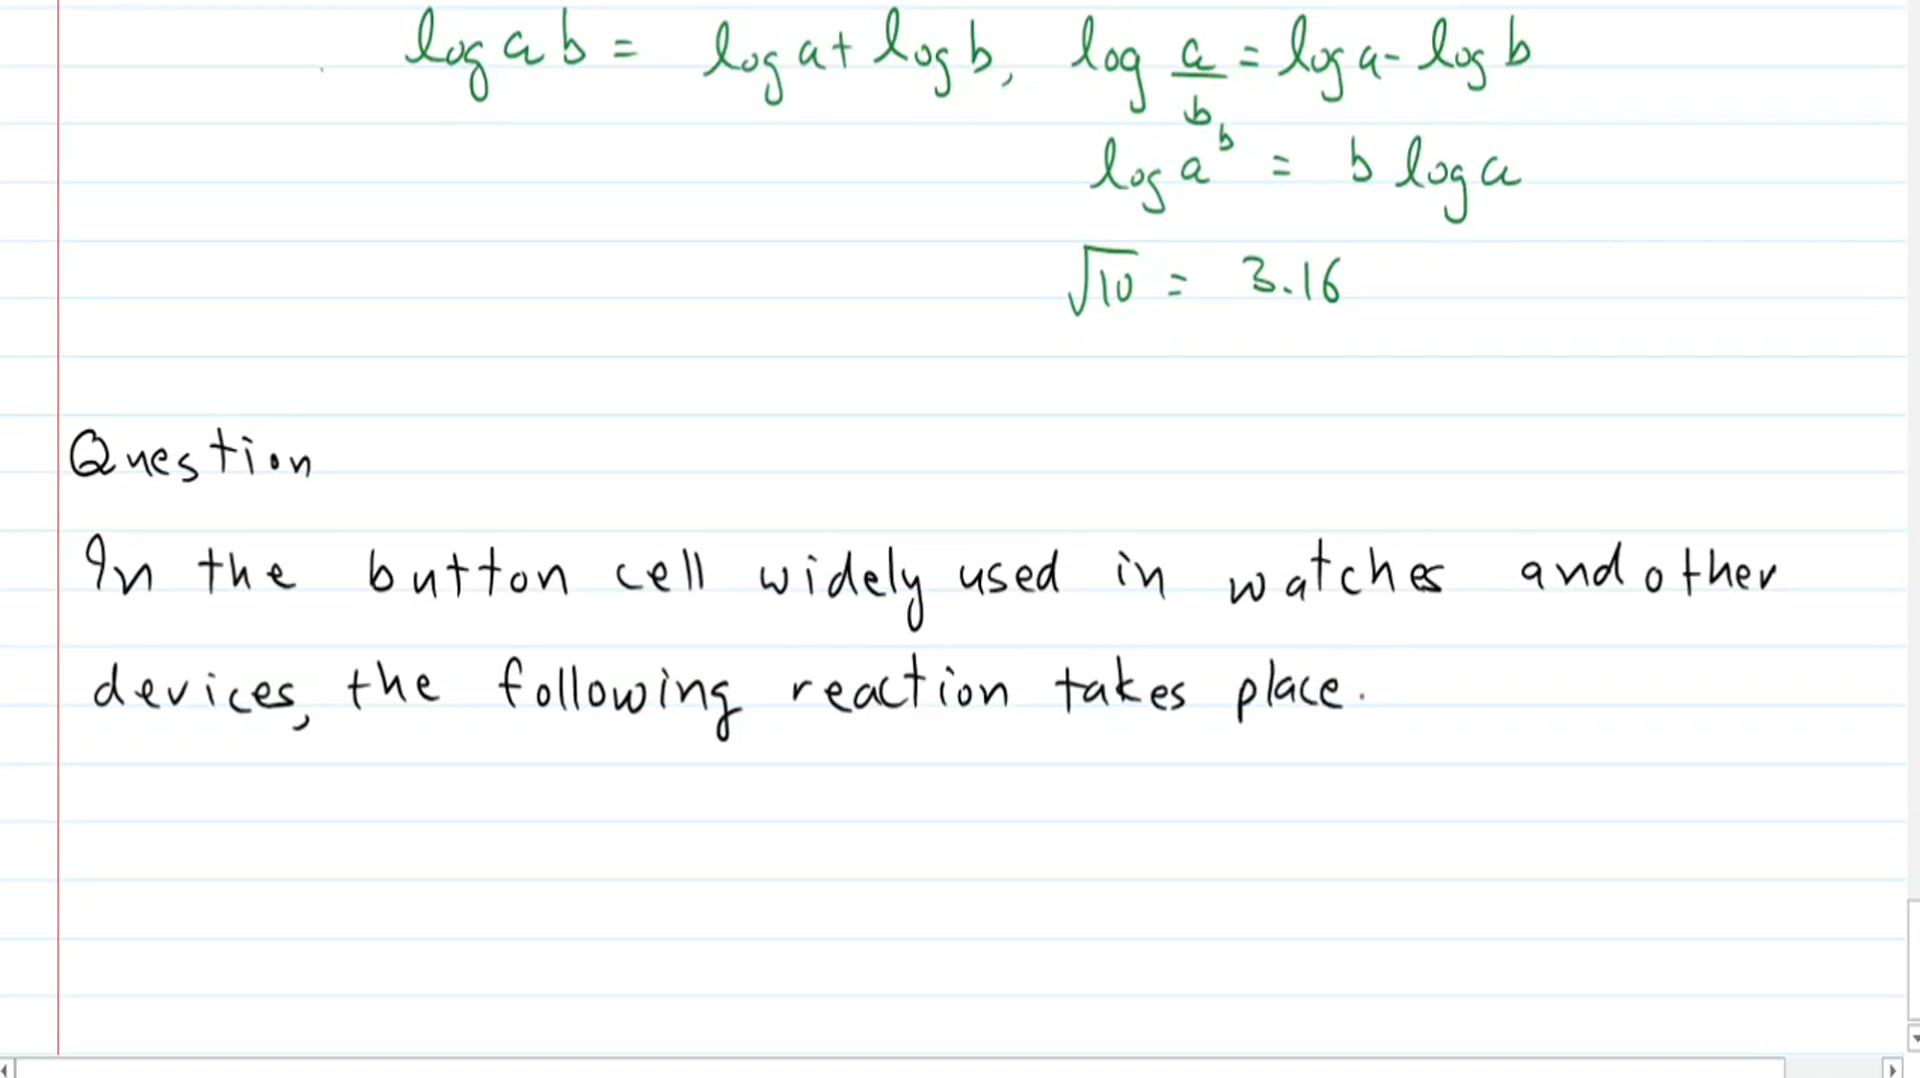 log ab = log a + log b, log a/b = log a - log b
log a^b = b log a
√10 = 3.16
Question
In the button cell widely used in watches and other
devices, the following reaction takes place.